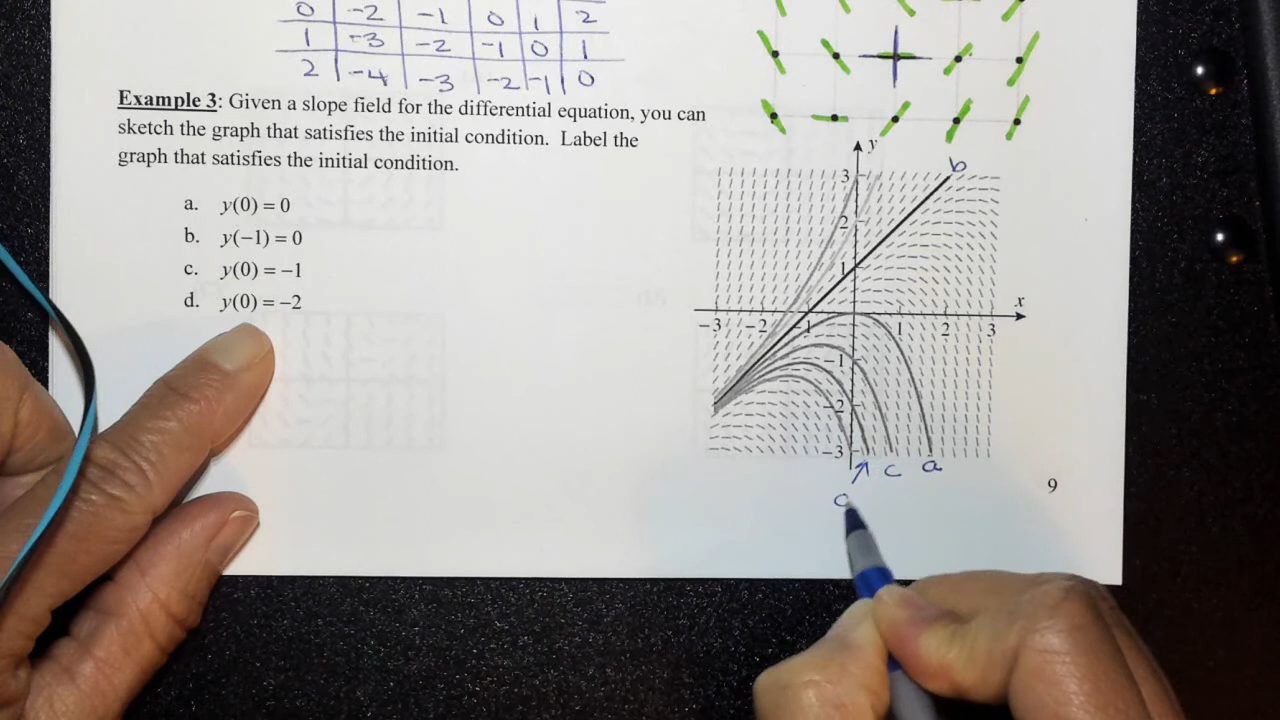 0 -2 -1 0 1 2
1 -3 -2 -1 0 1
2 -4 -3 -2 -1 0
Example 3: Given a slope field for the differential equation, you can
sketch the graph that satisfies the initial condition. Label the
graph that satisfies the initial condition.
a. y(0) = 0
b. y(-1) = 0
c. y(0) = -1
d. y(0) = -2
y
b
3
2
1
x
-3 -2 -1 1 2 3
-1
-2
-3
c a
9